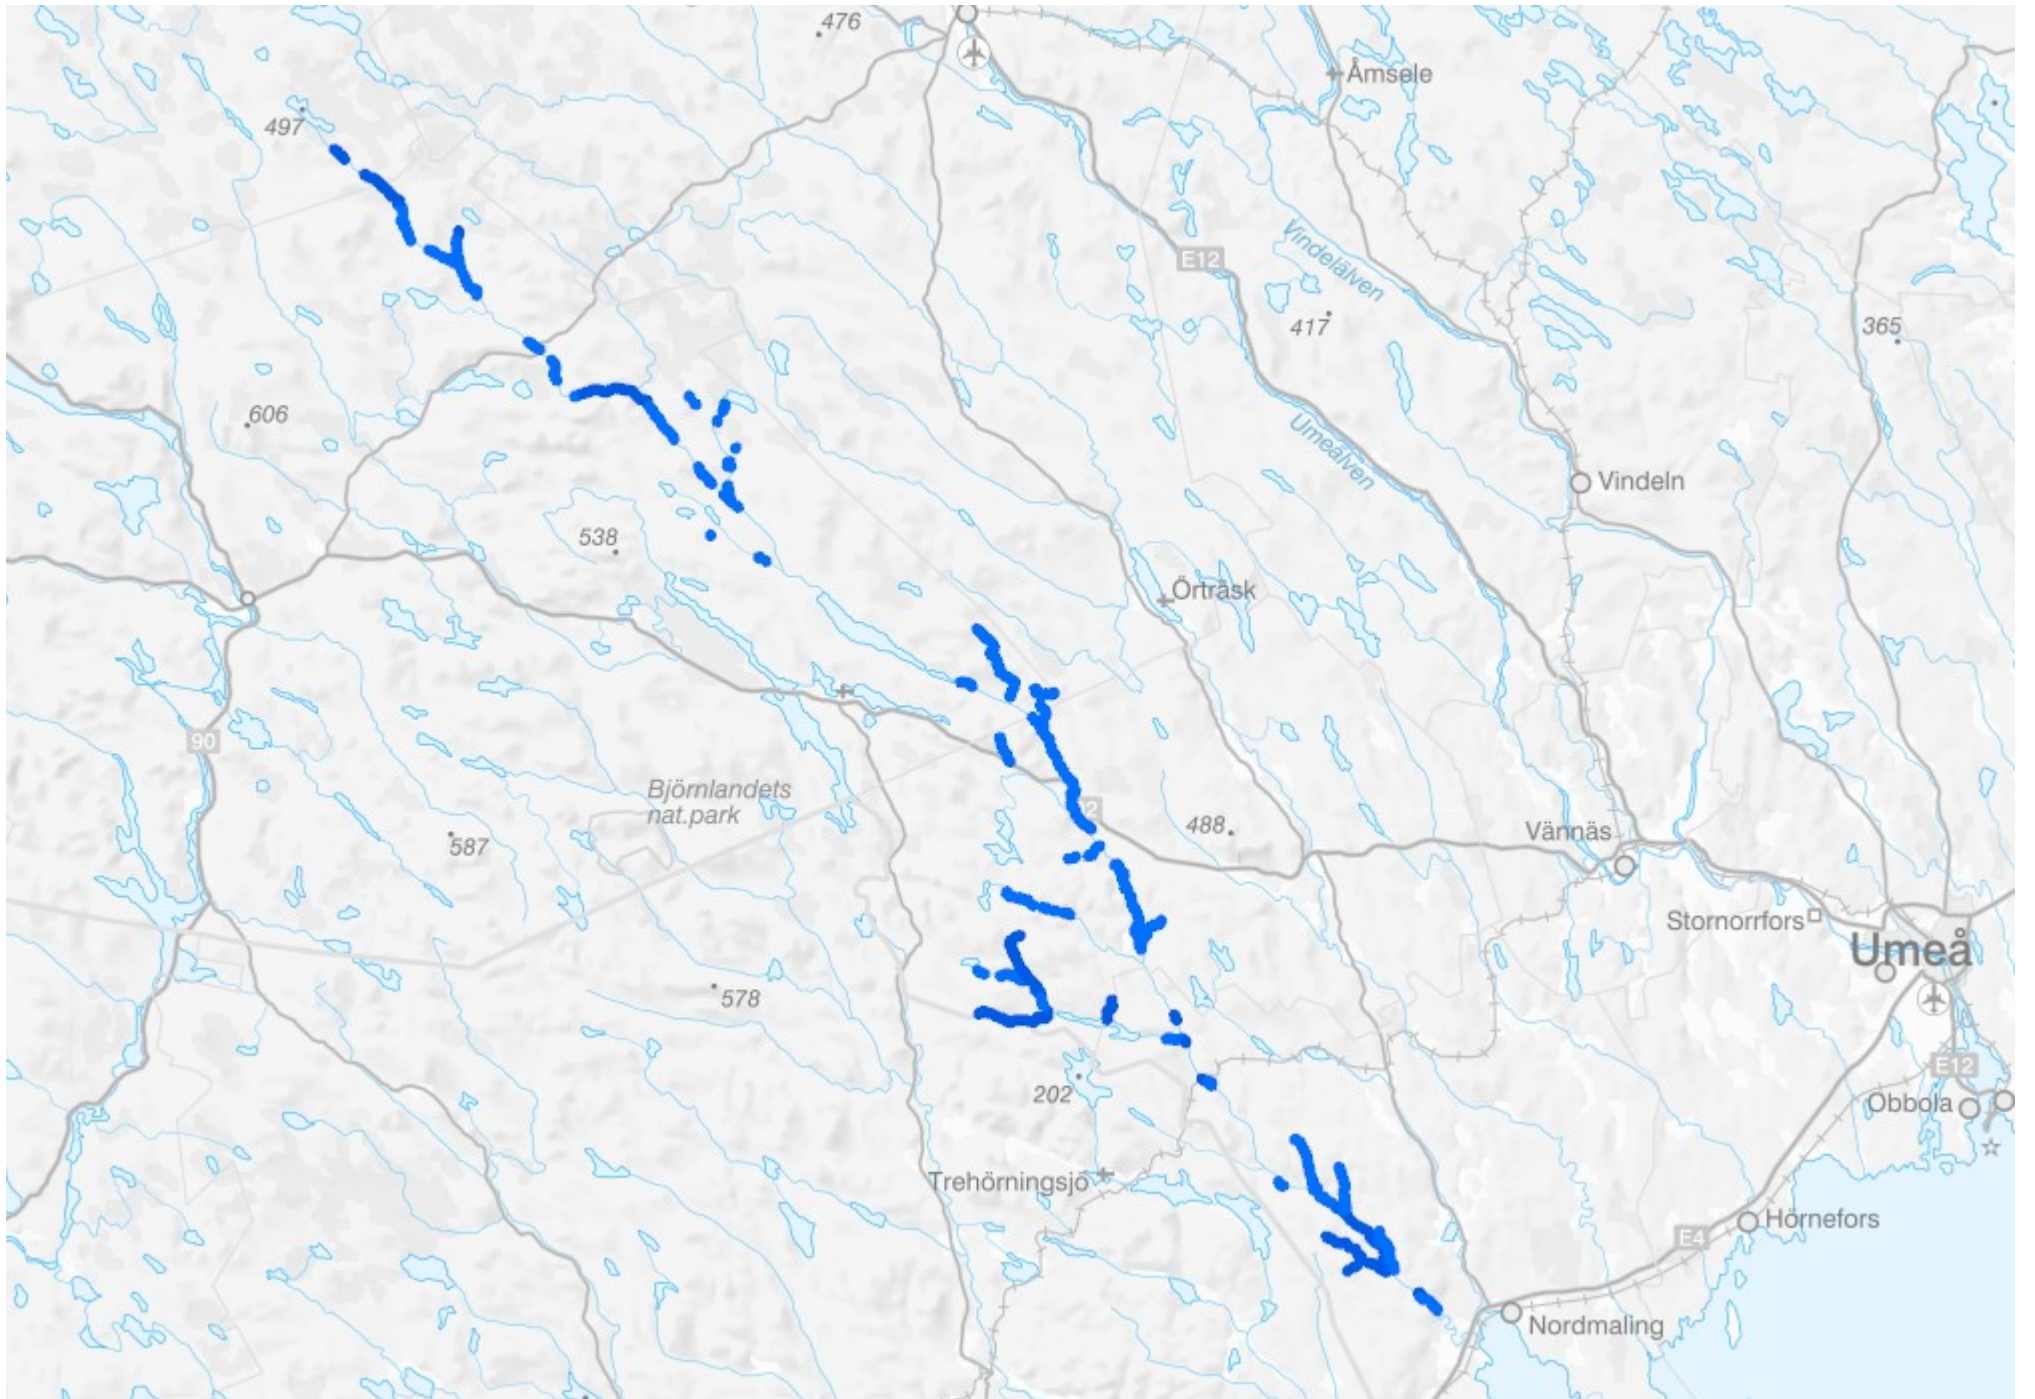 476
Åmsele
497
Vindelälven
E12
417
365
606
Umeälven
Vindeln
538
Örträsk
90
Björnlandets
nat.park
587
488
Vännäs
Stornorrfors
Umeå
578
202
E12
Obbola
Trehörningsjö
Hörnefors
E4
Nordmaling